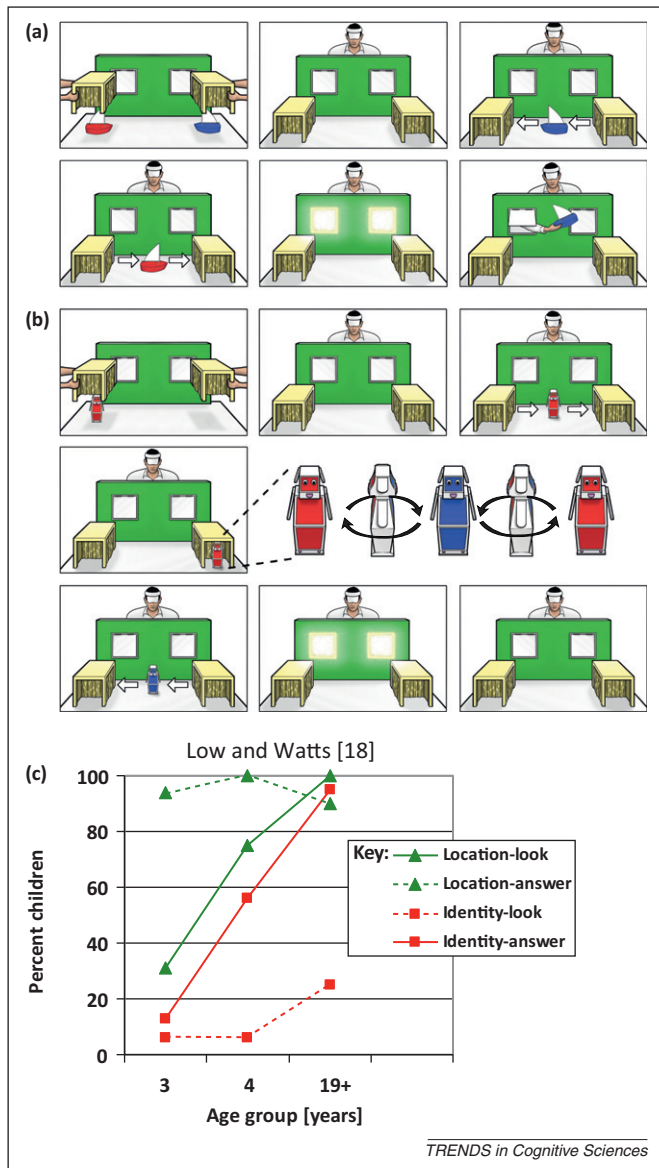 (a)
(b)
Low and Watts [18]
(c)
100
80
60
40
20
0
Percent children
3 4 19+
Age group [years]
Key: Location-look
Location-answer
Identity-look
Identity-answer
TRENDS in Cognitive Sciences